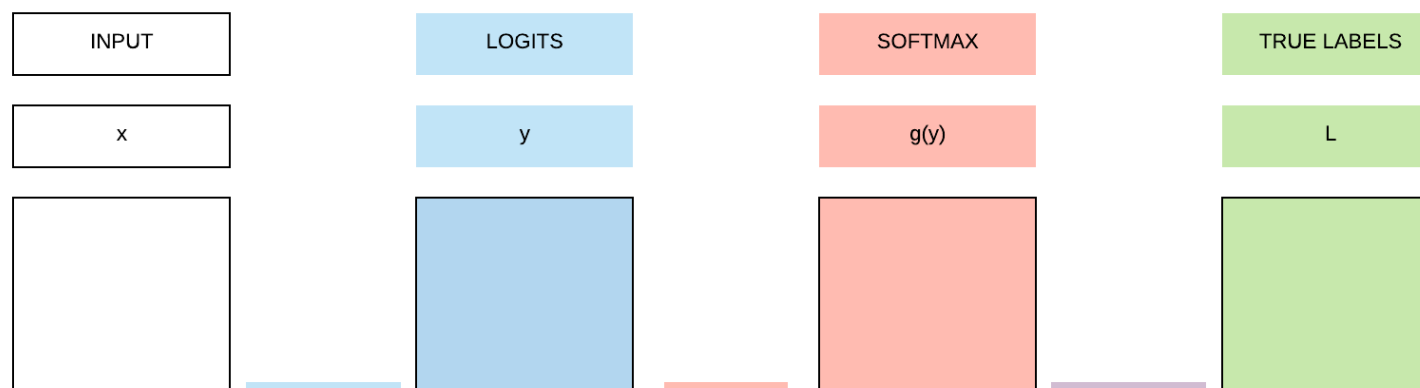 INPUT
LOGITS
SOFTMAX
TRUE LABELS
x
y
g(y)
L